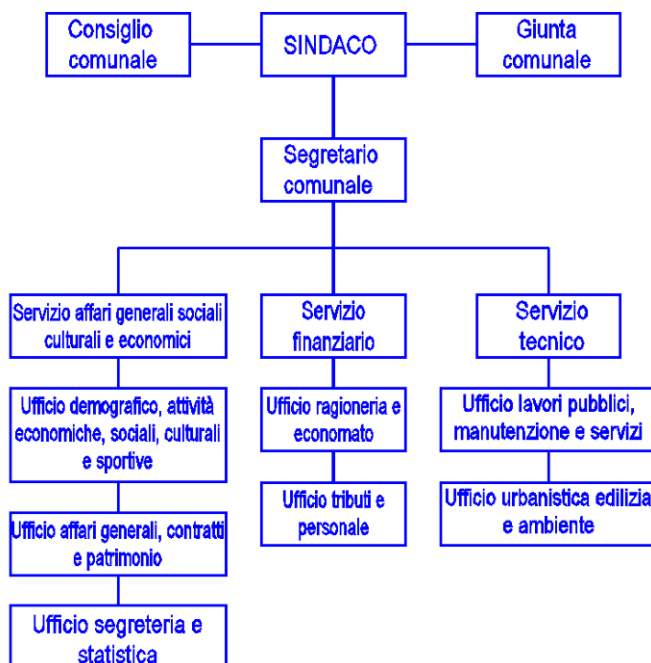 Consiglio
comunale
SINDACO
Giunta
comunale
Segretario
comunale
Servizio affari generali sociali
culturali e economici
Servizio
finanziario
Servizio
tecnico
Ufficio demografico, attività
economiche, sociali, culturali
e sportive
Ufficio ragioneria e
economato
Ufficio lavori pubblici,
manutenzione e servizi
Ufficio affari generali, contratti
e patrimonio
Ufficio tributi e
personale
Ufficio urbanistica edilizia
e ambiente
Ufficio segreteria e
statistica